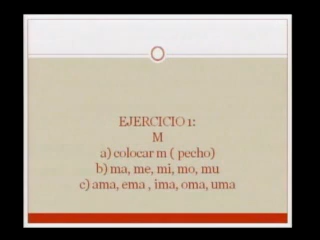 EJERCICIO 1:
M
a) colocar m ( pecho)
b) ma, me, mi, mo, mu
c) ama, ema , ima, oma, uma